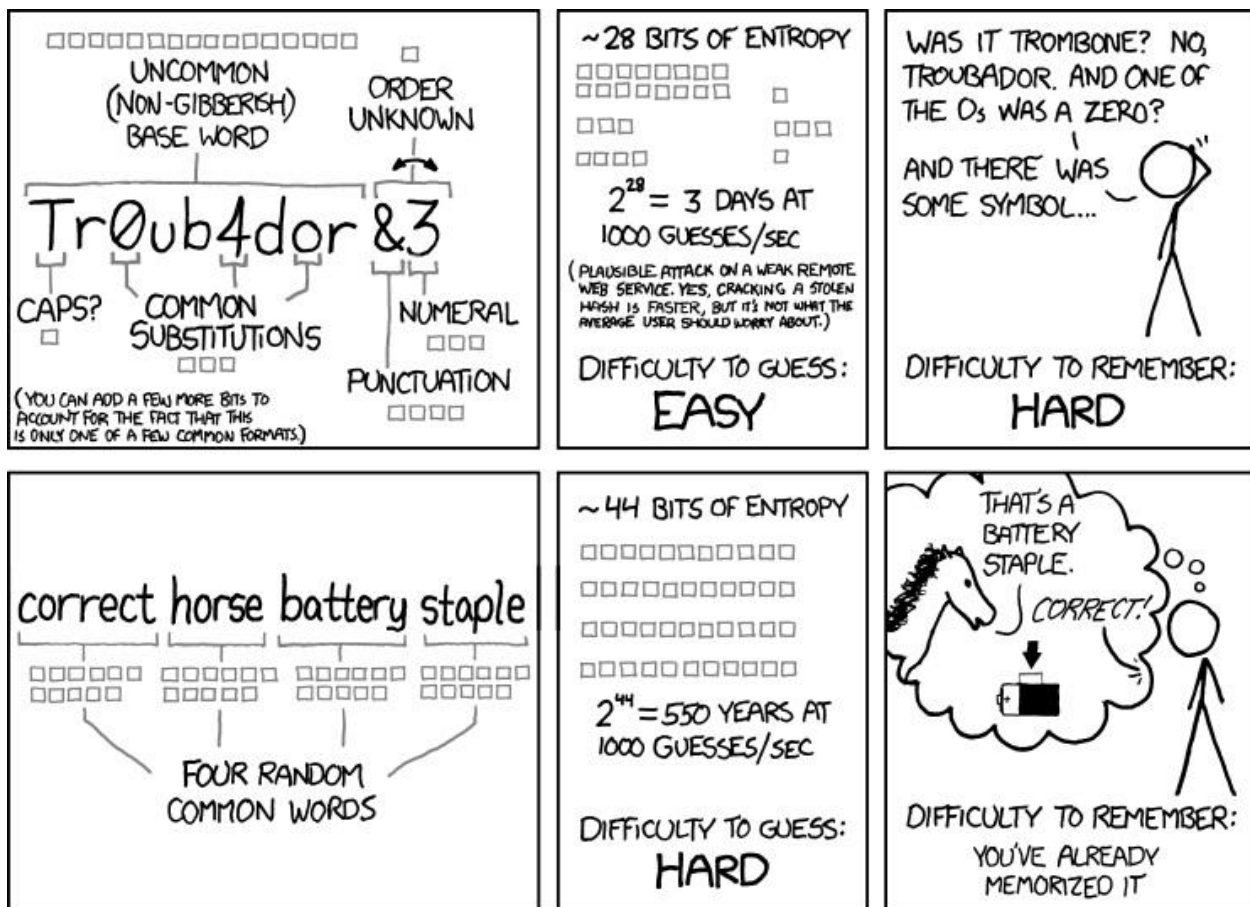 UNCOMMON
(NON-GIBBERISH)
BASE WORD
ORDER
UNKNOWN
Tr0ub4dor &3
CAPS?
COMMON
SUBSTITUTIONS
NUMERAL
PUNCTUATION
(YOU CAN ADD A FEW MORE BITS TO
ACCOUNT FOR THE FACT THAT THIS
IS ONLY ONE OF A FEW COMMON FORMATS.)
~28 BITS OF ENTROPY
2^28 = 3 DAYS AT
1000 GUESSES/SEC
(PLAUSIBLE ATTACK ON A WEAK REMOTE
WEB SERVICE. YES, CRACKING A STOLEN
HASH IS FASTER, BUT IT'S NOT WHAT THE
AVERAGE USER SHOULD WORRY ABOUT.)
DIFFICULTY TO GUESS:
EASY
WAS IT TROMBONE? NO,
TROUBADOR. AND ONE OF
THE Os WAS A ZERO?
AND THERE WAS
SOME SYMBOL...
DIFFICULTY TO REMEMBER:
HARD
correct horse battery staple
FOUR RANDOM
COMMON WORDS
~44 BITS OF ENTROPY
2^44 = 550 YEARS AT
1000 GUESSES/SEC
DIFFICULTY TO GUESS:
HARD
THAT'S A
BATTERY
STAPLE.
CORRECT!
+
DIFFICULTY TO REMEMBER:
YOU'VE ALREADY
MEMORIZED IT